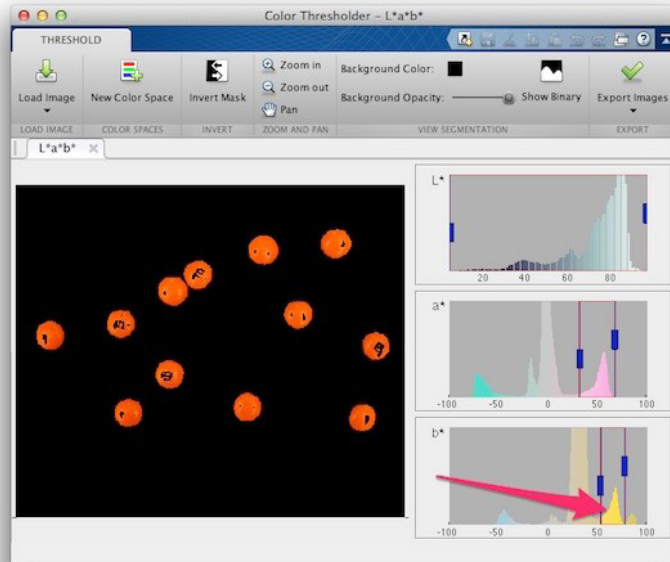 Color Thresholder – L*a*b*
THRESHOLD
Load Image
New Color Space
Invert Mask
Zoom in
Zoom out
Pan
Background Color:
Background Opacity:
Show Binary
Export Images
LOAD IMAGE
COLOR SPACES
INVERT
ZOOM AND PAN
VIEW SEGMENTATION
EXPORT
L*a*b*
L*
20 40 60 80
a*
-100 -50 0 50 100
b*
-100 -50 0 50 100